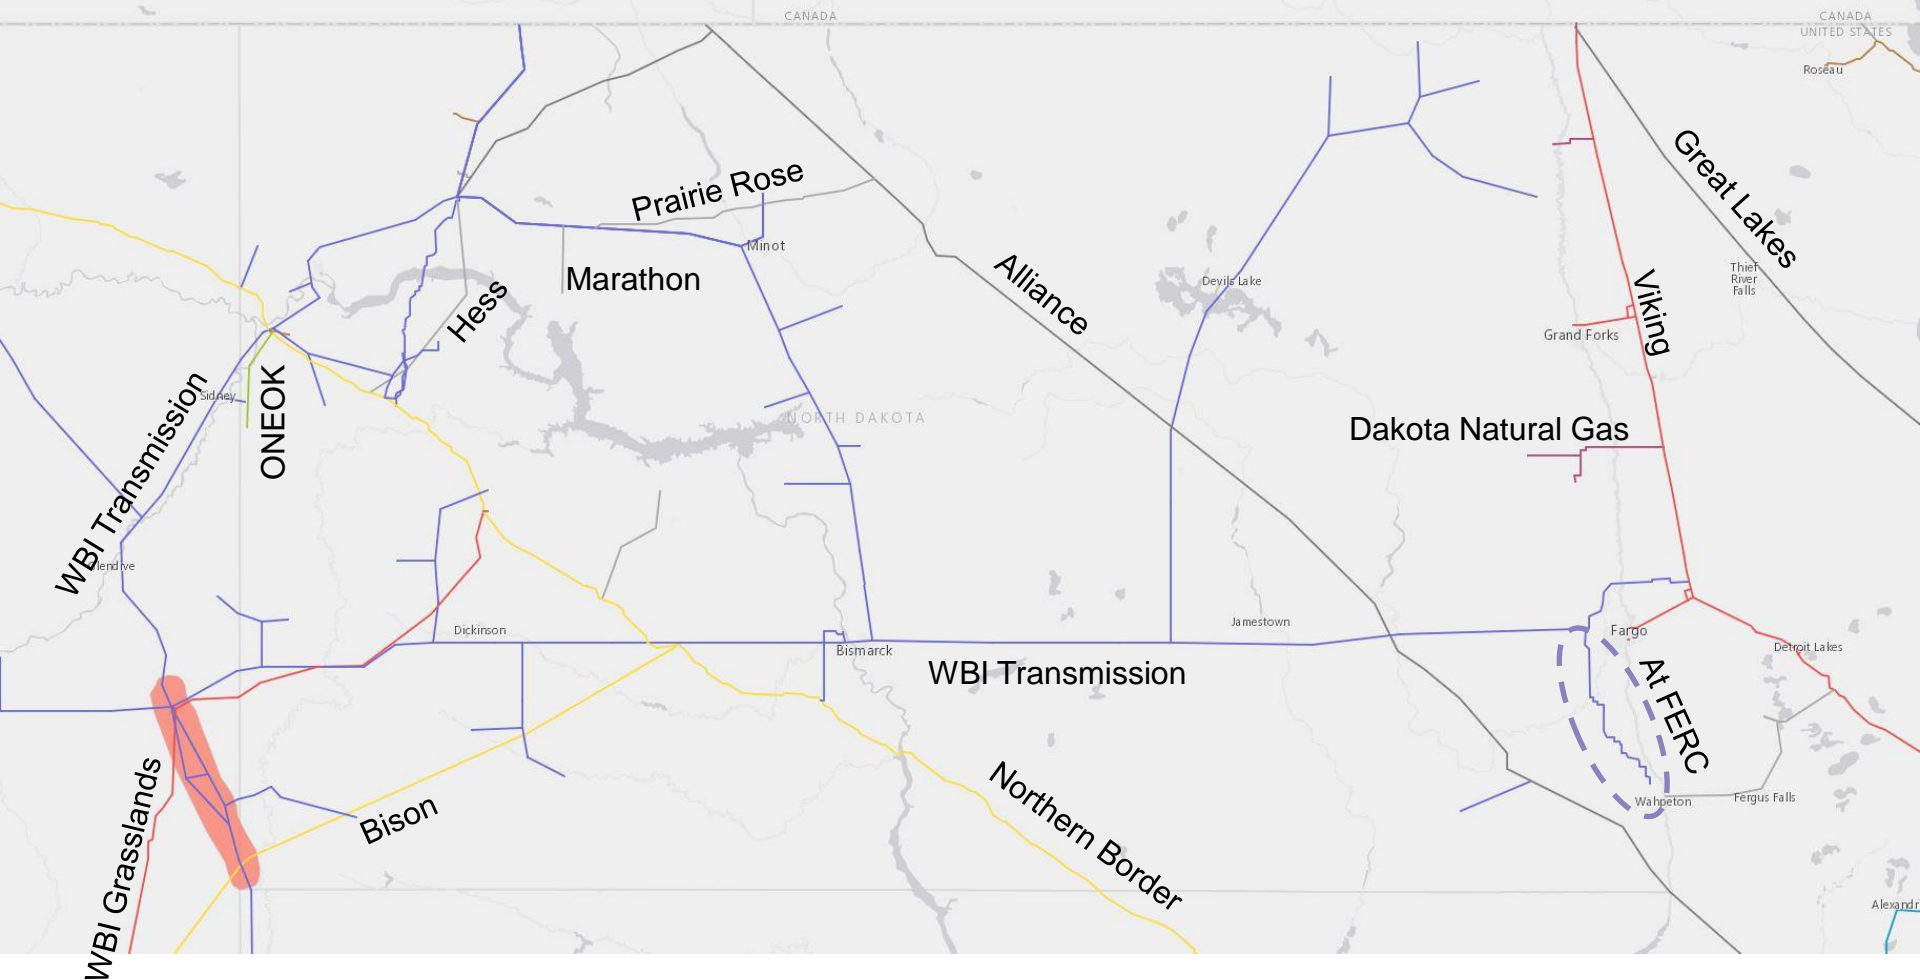 CANADA
CANADA
UNITED STATES
Roseau
Prairie Rose
Great Lakes
Minot
Marathon
Alliance
Hess
Devils Lake
Thief
River
Falls
Viking
Grand Forks
WBI Transmission
Sidney
ONEOK
NORTH DAKOTA
Dakota Natural Gas
Glendive
Dickinson
Bismarck
Jamestown
Fargo
Detroit Lakes
WBI Transmission
At FERC
WBI Grasslands
Bison
Northern Border
Wahpeton
Fergus Falls
Alexandr